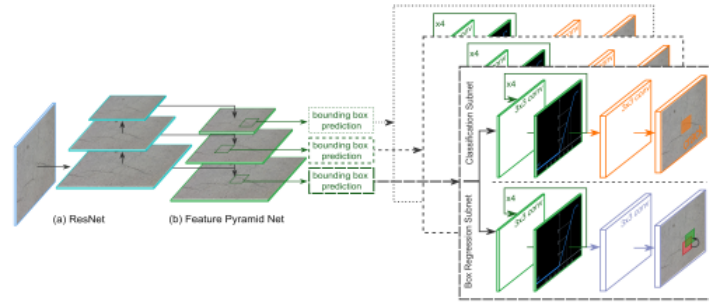 x4
x4
bounding box
prediction
bounding box
prediction
bounding box
prediction
(a) ResNet
(b) Feature Pyramid Net
Classification Subnet
x4
3x3 conv
3x3 conv
Box Regression Subnet
x4
3x3 conv
3x3 conv